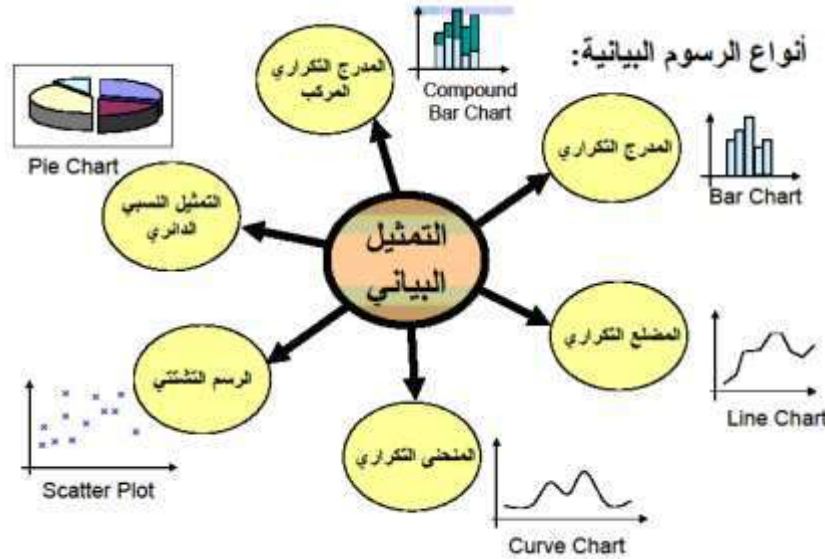 أنواع الرسوم البيانية:
المدرج التكراري
المركب
Compound
Bar Chart
المدرج التكراري
Bar Chart
Pie Chart
التمثيل النسبي
الدائري
التمثيل
البياني
المضلع التكراري
Line Chart
الرسم التشتتي
Scatter Plot
المنحنى التكراري
Curve Chart